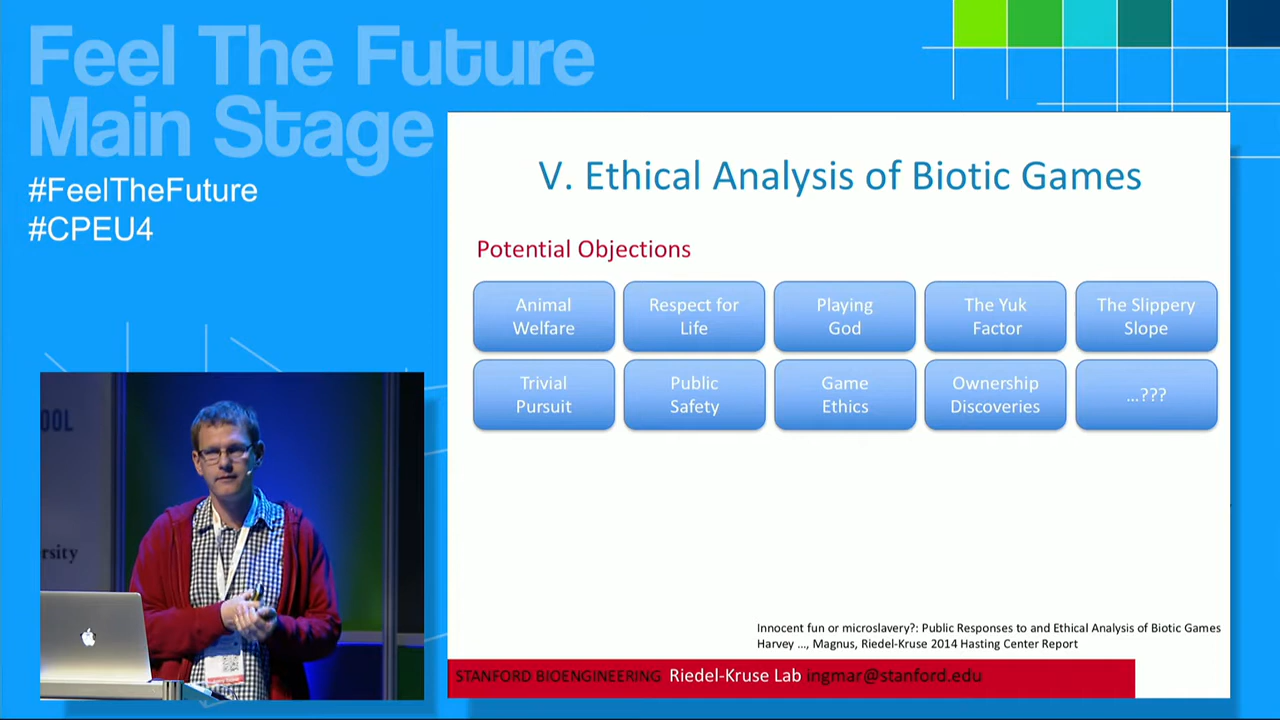 Feel The Future
Main Stage
#FeelTheFuture
#CPEU4
V. Ethical Analysis of Biotic Games
Potential Objections
Animal
Welfare
Respect for
Life
Playing
God
The Yuk
Factor
The Slippery
Slope
Trivial
Pursuit
Public
Safety
Game
Ethics
Ownership
Discoveries
...???
Innocent fun or microslavery?: Public Responses to and Ethical Analysis of Biotic Games
Harvey ..., Magnus, Riedel-Kruse 2014 Hasting Center Report
STANFORD BIOENGINEERING Riedel-Kruse Lab ingmar@stanford.edu